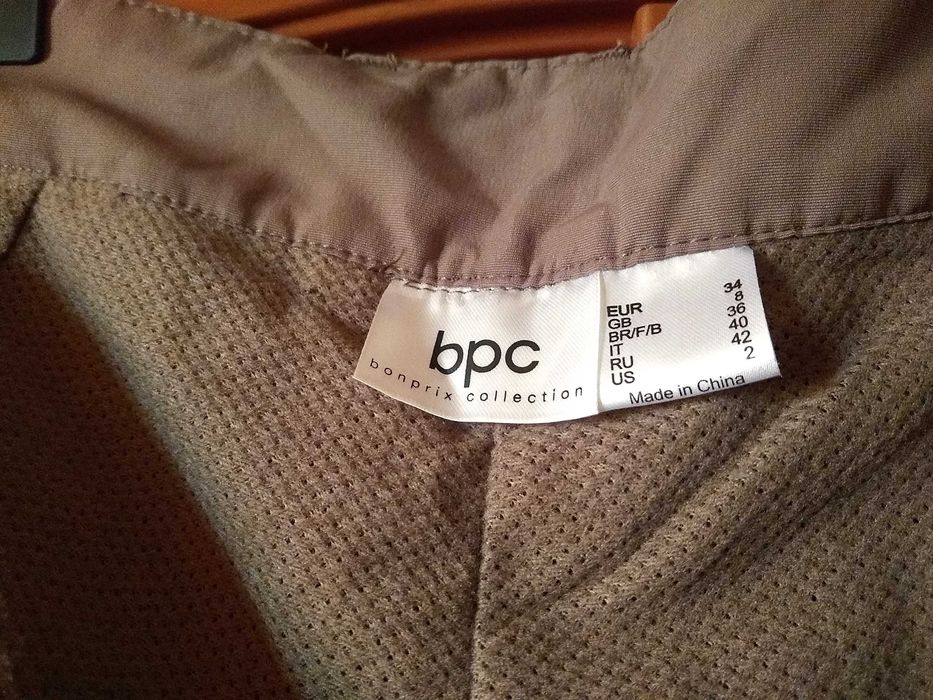 bpc
bonprix collection
EUR 34
GB 8
BR/F/B 36
IT 40
RU 42
US 2
Made in China